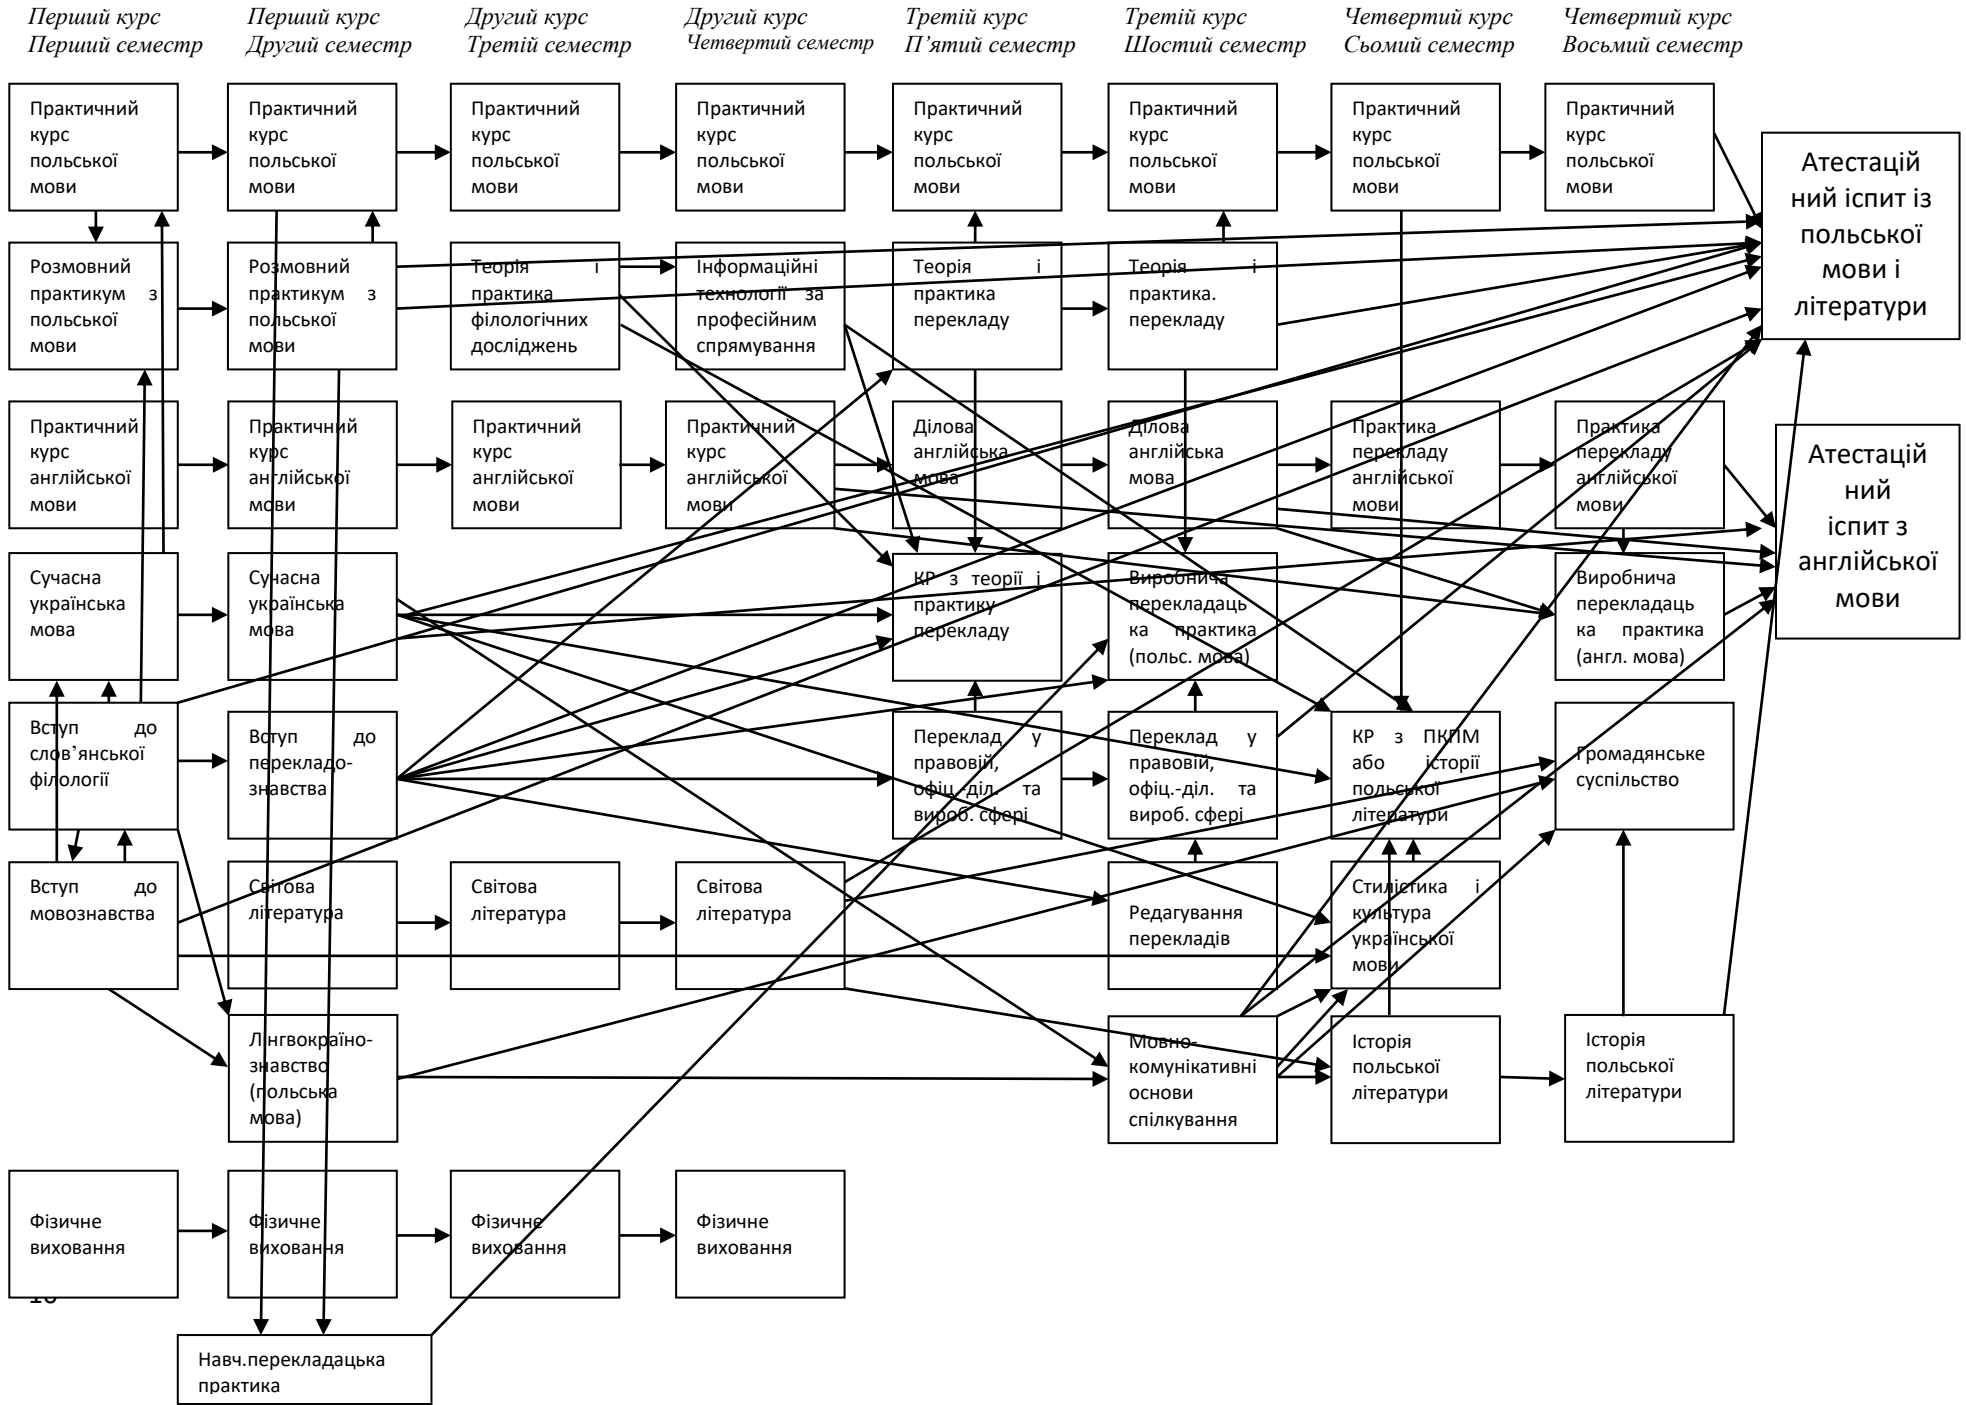 Перший курс
Перший семестр
Перший курс
Другий семестр
Другий курс
Третій семестр
Другий курс
Четвертий семестр
Третій курс
П’ятий семестр
Третій курс
Шостий семестр
Четвертий курс
Сьомий семестр
Четвертий курс
Восьмий семестр
Практичний
курс
польської
мови
Практичний
курс
польської
мови
Практичний
курс
польської
мови
Практичний
курс
польської
мови
Практичний
курс
польської
мови
Практичний
курс
польської
мови
Практичний
курс
польської
мови
Практичний
курс
польської
мови
Атестацій
ний іспит із
польської
мови і
літератури
Розмовний
практикум з
польської
мови
Розмовний
практикум з
польської
мови
Теорія і
практика
філологічних
досліджень
Інформаційні
технології за
професійним
спрямування
Теорія і
практика
перекладу
Теорія і
практика.
перекладу
Практичний
курс
англійської
мови
Практичний
курс
англійської
мови
Практичний
курс
англійської
мови
Практичний
курс
англійської
мови
Ділова
англійська
мова
Ділова
англійська
мова
Практика
перекладу
англійської
мови
Практика
перекладу
англійської
мови
Атестацій
ний
іспит з
англійської
мови
Сучасна
українська
мова
Сучасна
українська
мова
КР з теорії і
практику
перекладу
Виробнича
перекладаць
ка практика
(польс. мова)
Виробнича
перекладаць
ка практика
(англ. мова)
Вступ до
слов’янської
філології
Вступ до
перекладо-
знавства
Переклад у
правовій,
офіц.-діл. та
вироб. сфері
Переклад у
правовій,
офіц.-діл. та
вироб. сфері
КР з ПКПМ
або історії
польської
літератури
Громадянське
суспільство
Вступ до
мовознавства
Світова
література
Світова
література
Світова
література
Редагування
перекладів
Стилістика і
культура
української
мови
Лінгвокраїно-
знавство
(польська
мова)
Мовно-
комунікативні
основи
спілкування
Історія
польської
літератури
Історія
польської
літератури
Фізичне
виховання
Фізичне
виховання
Фізичне
виховання
Фізичне
виховання
Навч.перекладацька
практика